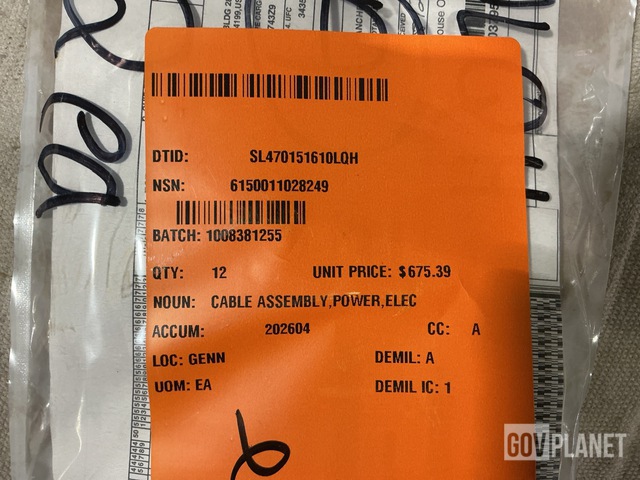 DTID: SL470151610LQH
NSN: 6150011028249
BATCH: 1008381255
QTY: 12 UNIT PRICE: $675.39
NOUN: CABLE ASSEMBLY,POWER,ELEC
ACCUM: 202604 CC: A
LOC: GENN DEMIL: A
UOM: EA DEMIL IC: 1
GOVPLANET